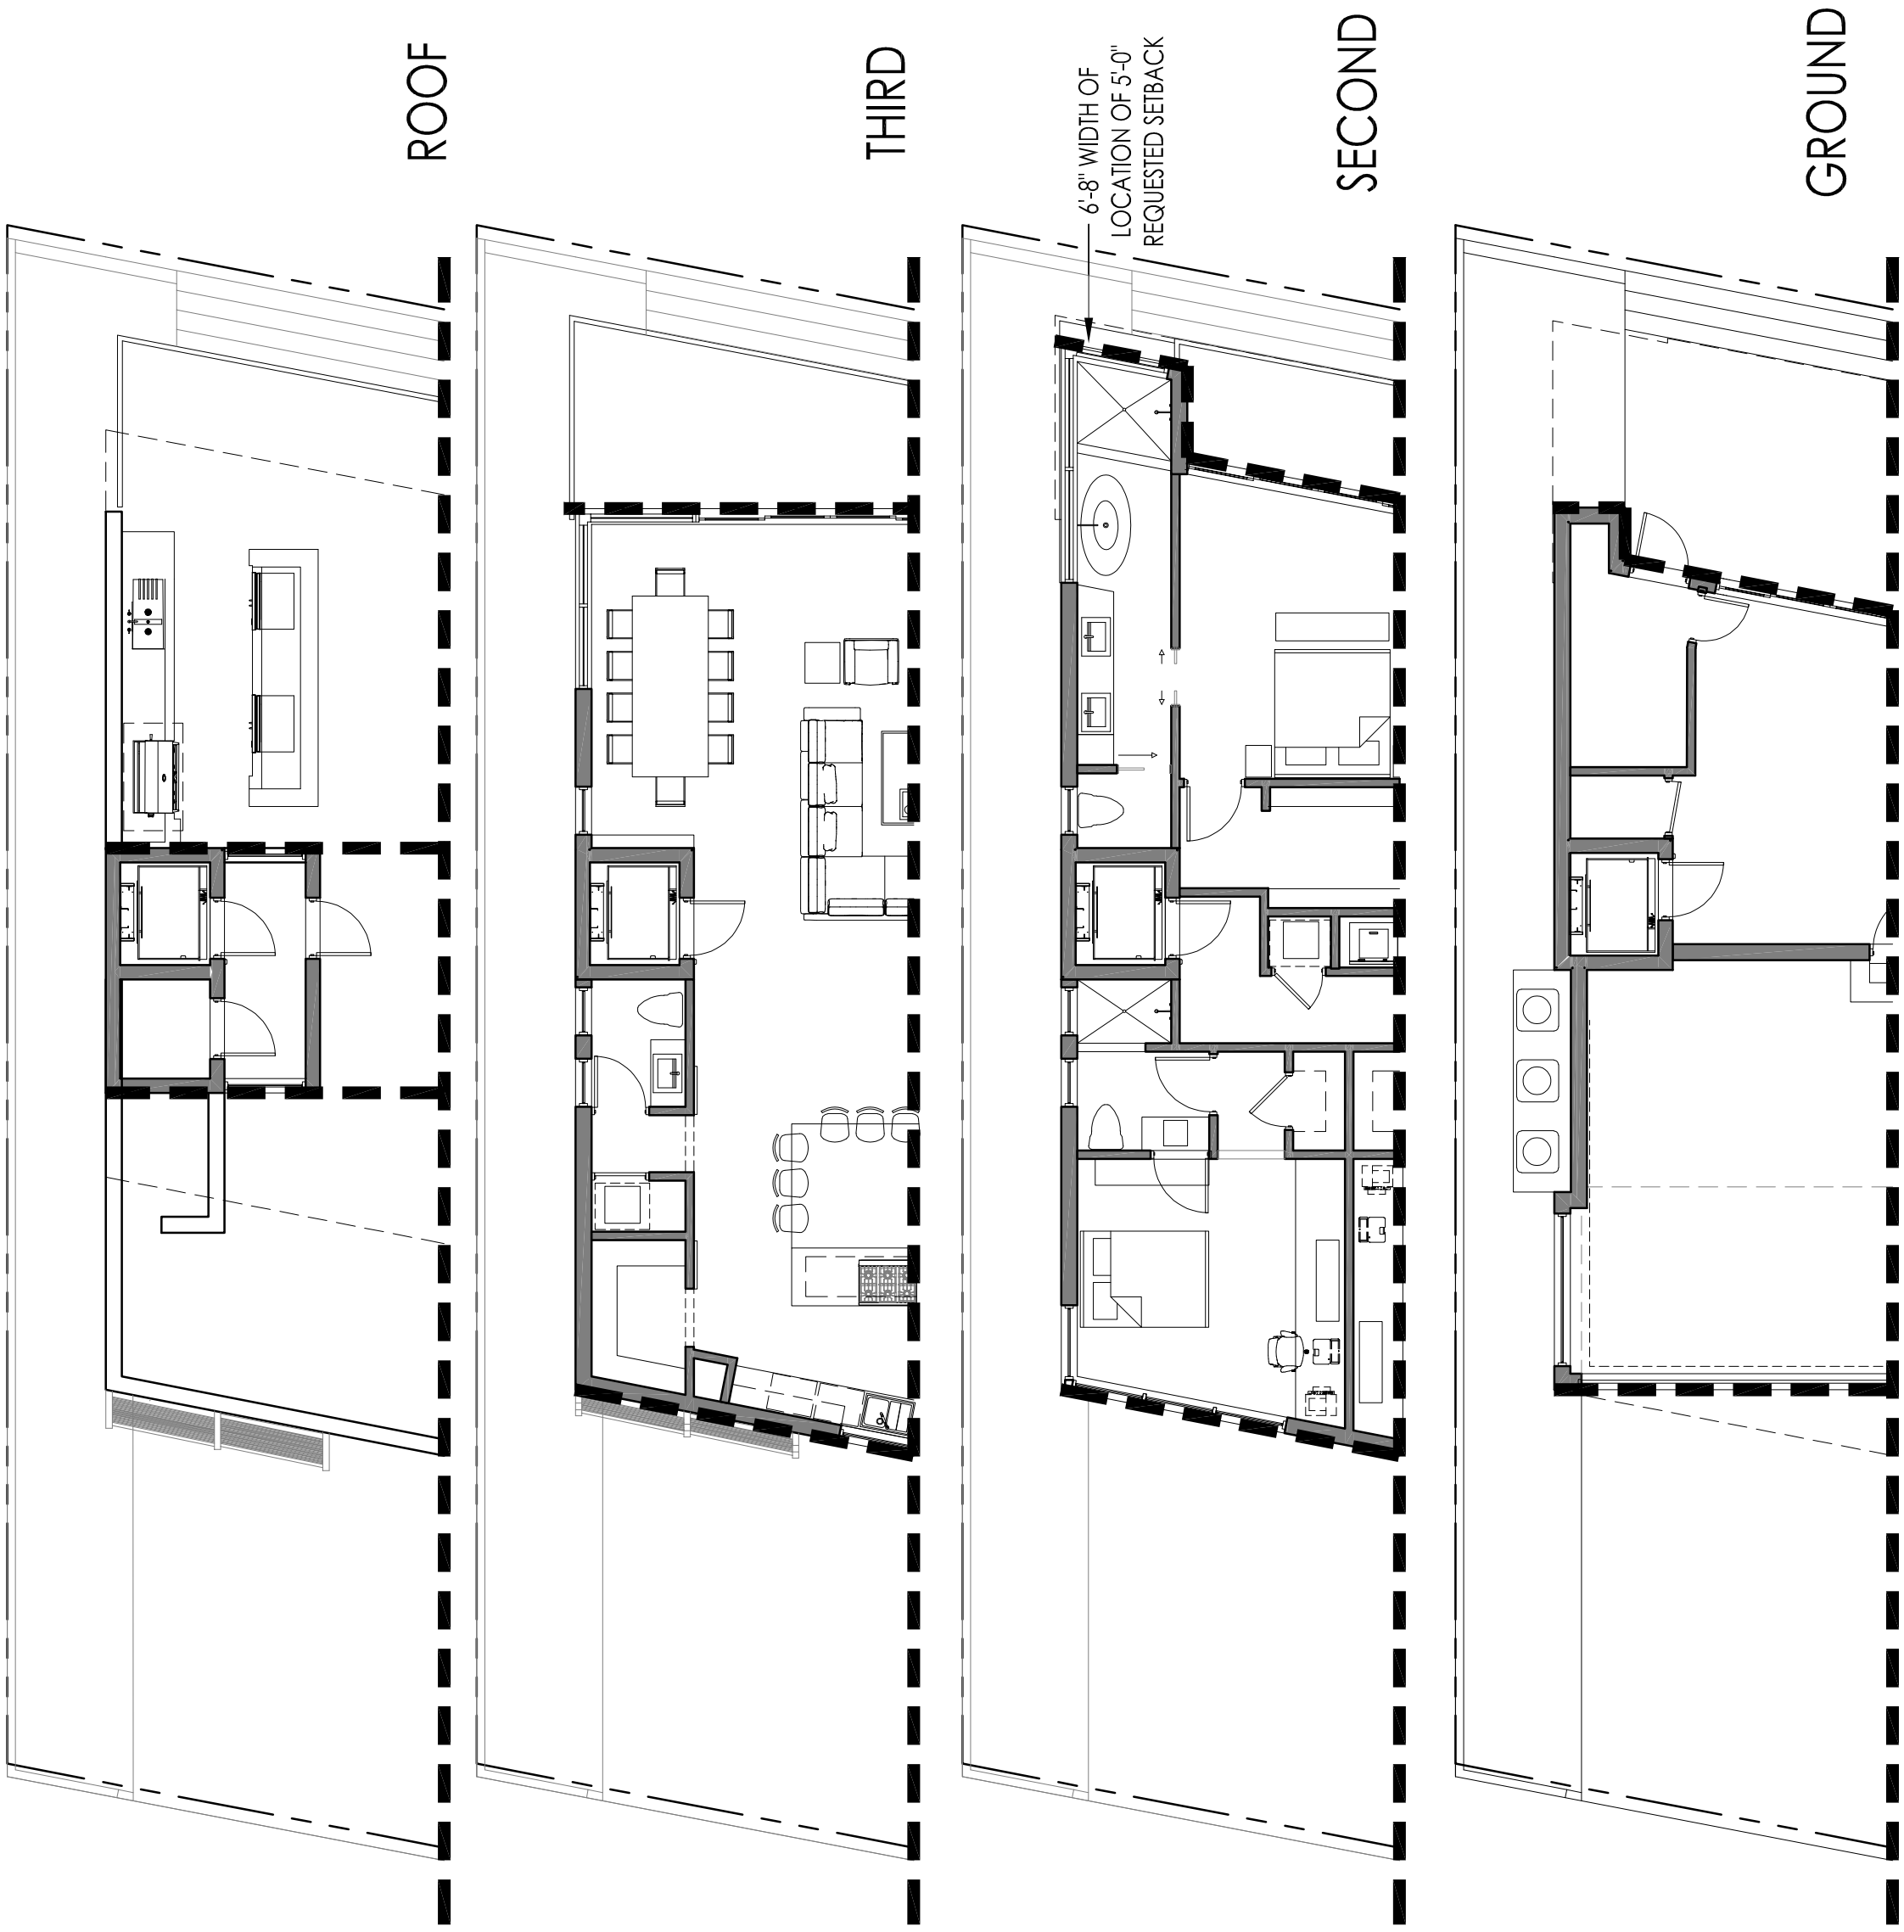 ROOF
THIRD
6'-8" WIDTH OF
LOCATION OF 5'-0"
REQUESTED SETBACK
SECOND
GROUND